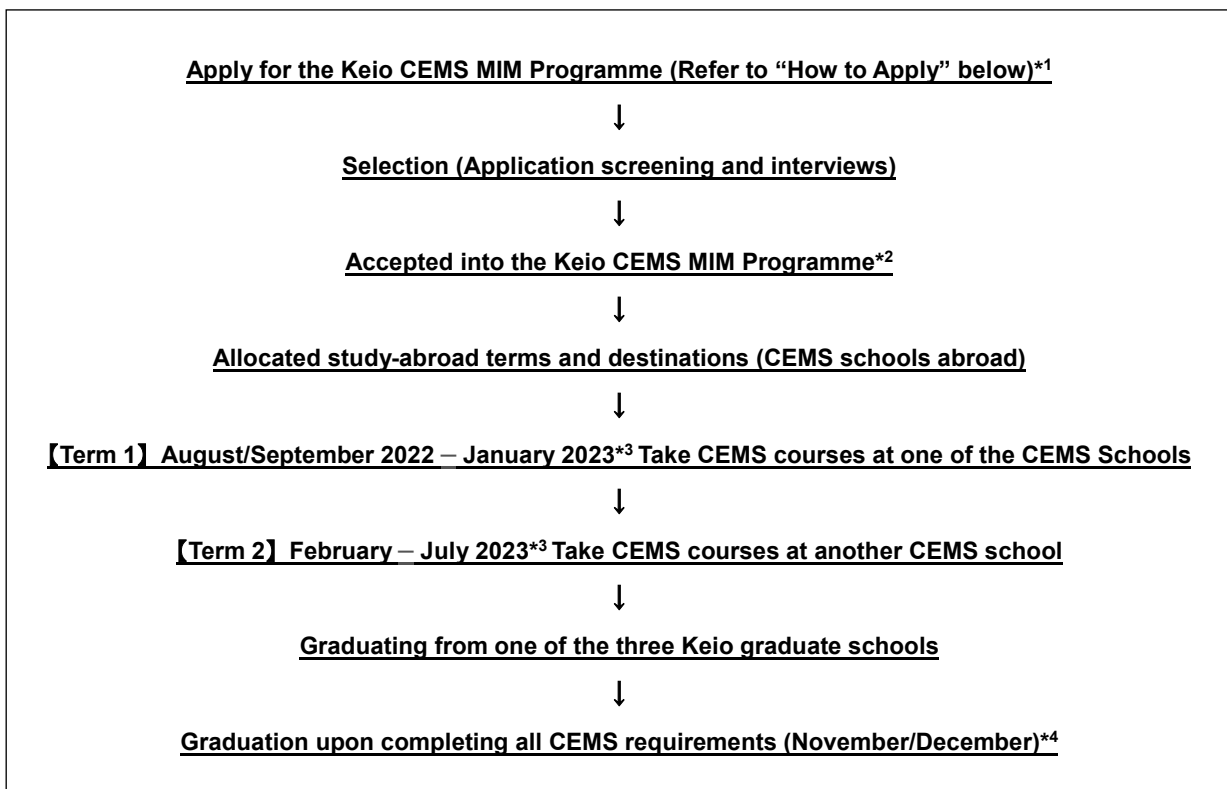 Apply for the Keio CEMS MIM Programme (Refer to “How to Apply” below)*1
↓
Selection (Application screening and interviews)
↓
Accepted into the Keio CEMS MIM Programme*2
↓
Allocated study-abroad terms and destinations (CEMS schools abroad)
↓
【Term 1】August/September 2022 – January 2023*3 Take CEMS courses at one of the CEMS Schools
↓
【Term 2】February – July 2023*3 Take CEMS courses at another CEMS school
↓
Graduating from one of the three Keio graduate schools
↓
Graduation upon completing all CEMS requirements (November/December)*4